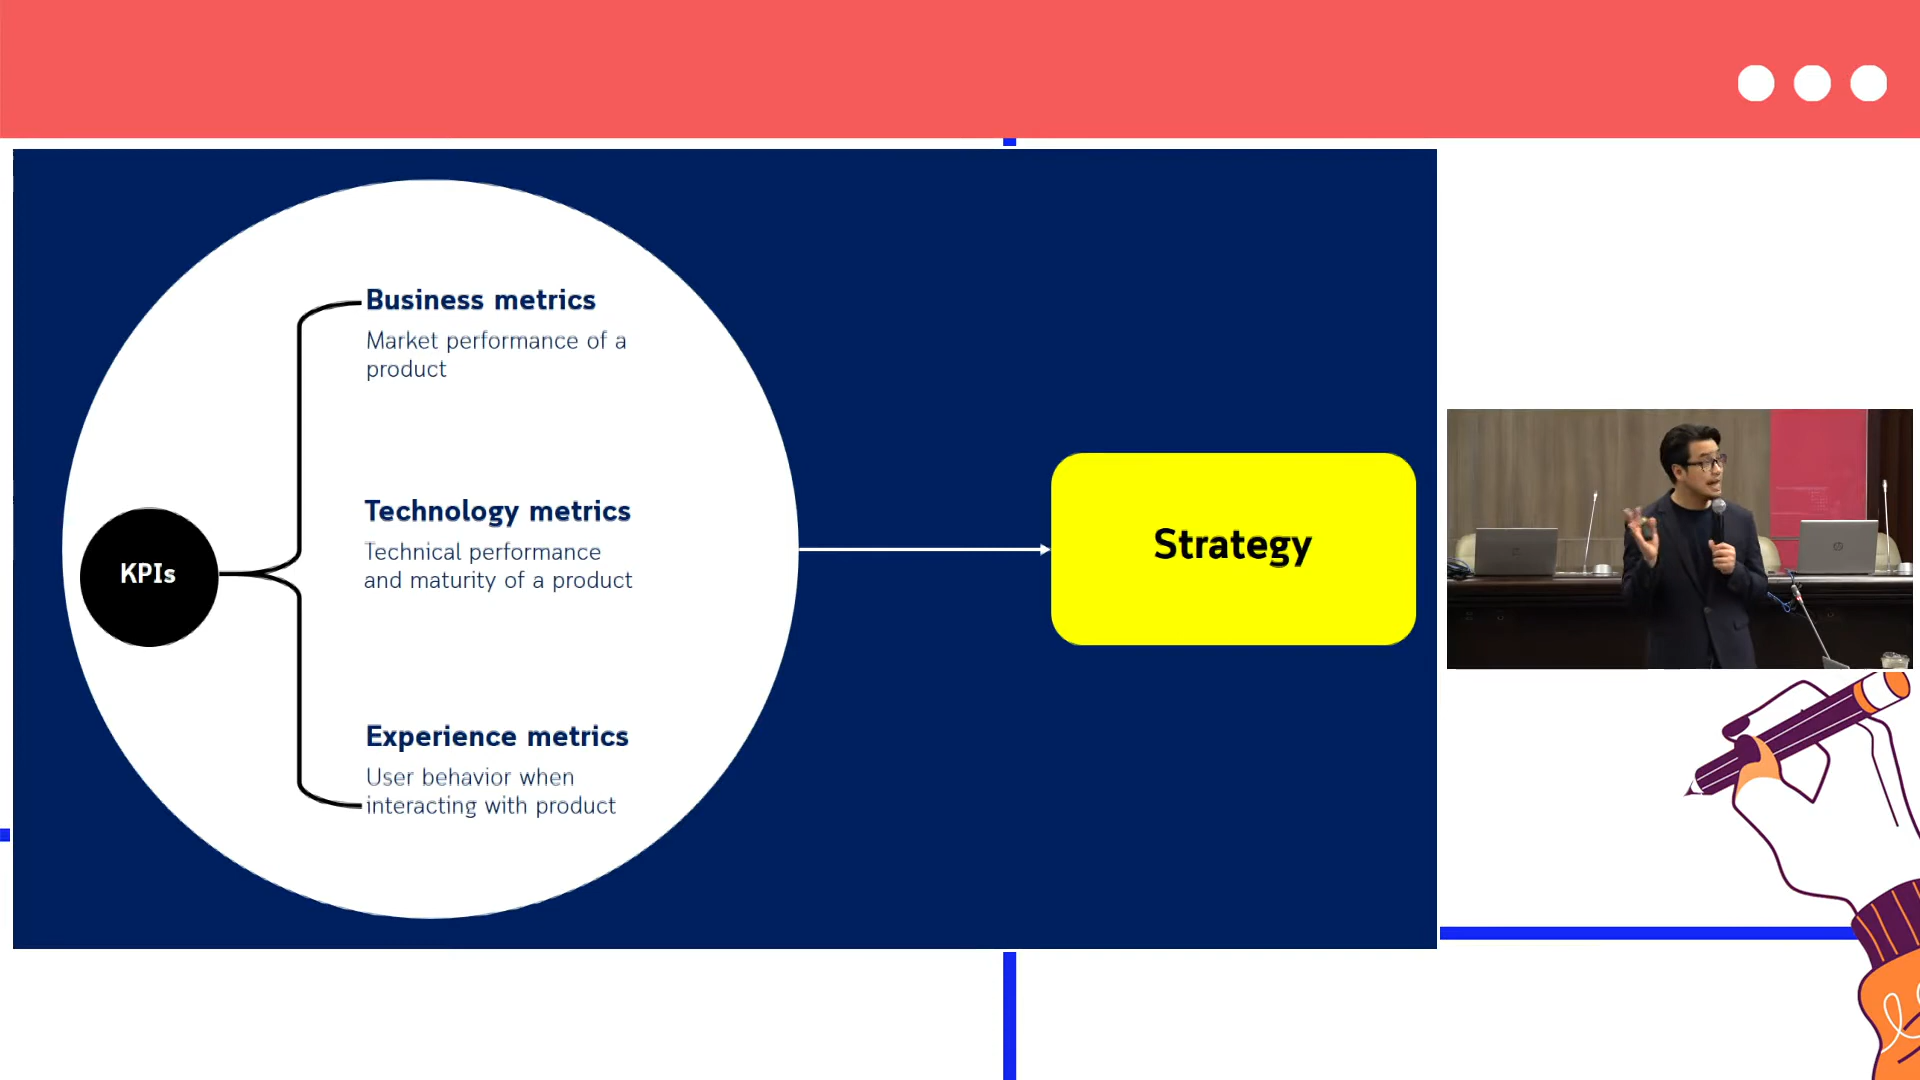 Business metrics
Market performance of a
product
Technology metrics
Technical performance
and maturity of a product
KPIs
Strategy
Experience metrics
User behavior when
interacting with product